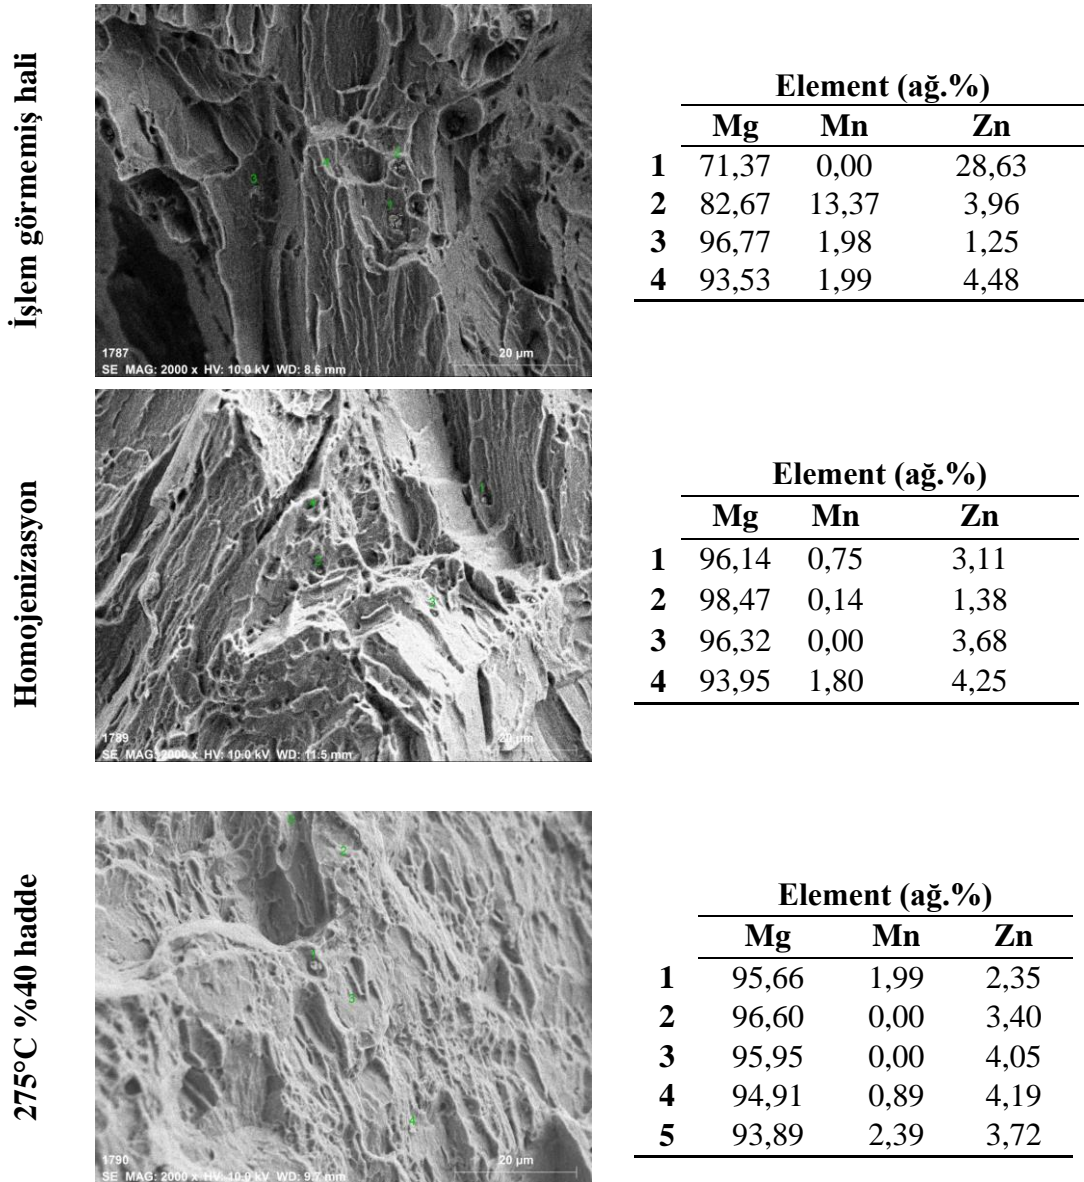 İşlem görmemiş hali
3
4
2
1
1787
20 µm
SE MAG: 2000 x HV: 10.0 kV WD: 8.6 mm
Element (ağ.%)
Mg Mn Zn
1 71,37 0,00 28,63
2 82,67 13,37 3,96
3 96,77 1,98 1,25
4 93,53 1,99 4,48
Homojenizasyon
1
1789
20 µm
SE MAG: 2000 x HV: 10.0 kV WD: 11.5 mm
Element (ağ.%)
Mg Mn Zn
1 96,14 0,75 3,11
2 98,47 0,14 1,38
3 96,32 0,00 3,68
4 93,95 1,80 4,25
275°C %40 hadde
2
4
1790
20 µm
SE MAG: 2000 x HV: 10.0 kV WD: 9.7 mm
Element (ağ.%)
Mg Mn Zn
1 95,66 1,99 2,35
2 96,60 0,00 3,40
3 95,95 0,00 4,05
4 94,91 0,89 4,19
5 93,89 2,39 3,72